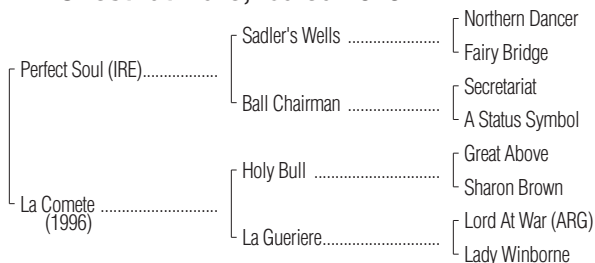 Northern Dancer
Sadler's Wells ......................
Fairy Bridge
Perfect Soul (IRE)..................
Secretariat
Ball Chairman ......................
A Status Symbol
Great Above
Holy Bull ..............................
Sharon Brown
La Comete ............................
(1996)
Lord At War (ARG)
La Gueriere............................
Lady Winborne